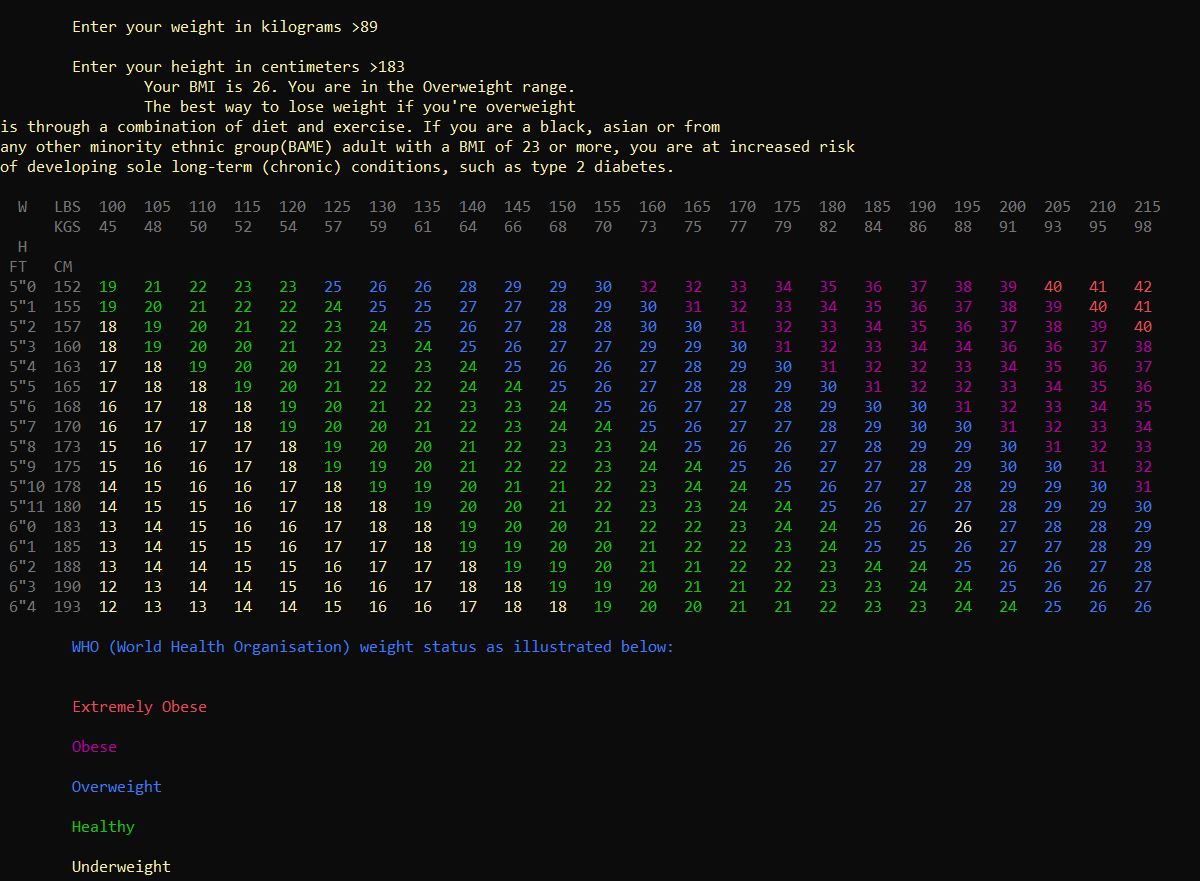 Enter your weight in kilograms >89
Enter your height in centimeters >183
Your BMI is 26. You are in the Overweight range.
The best way to lose weight if you're overweight
is through a combination of diet and exercise. If you are a black, asian or from
any other minority ethnic group(BAME) adult with a BMI of 23 or more, you are at increased risk
of developing sole long-term (chronic) conditions, such as type 2 diabetes.
W LBS 100 105 110 115 120 125 130 135 140 145 150 155 160 165 170 175 180 185 190 195 200 205 210 215
KGS 45 48 50 52 54 57 59 61 64 66 68 70 73 75 77 79 82 84 86 88 91 93 95 98
H
FT CM
5"0 152 19 21 22 23 23 25 26 26 28 29 29 30 32 32 33 34 35 36 37 38 39 40 41 42
5"1 155 19 20 21 22 22 24 25 25 27 27 28 29 30 31 32 33 34 35 36 37 38 39 40 41
5"2 157 18 19 20 21 22 23 24 25 26 27 28 28 30 30 31 32 33 34 35 36 37 38 39 40
5"3 160 18 19 20 20 21 22 23 24 25 26 27 27 29 29 30 31 32 33 34 34 36 36 37 38
5"4 163 17 18 19 20 20 21 22 23 24 25 26 26 27 28 29 30 31 32 32 33 34 35 36 37
5"5 165 17 18 18 19 20 21 22 22 24 24 25 26 27 28 28 29 30 31 32 32 33 34 35 36
5"6 168 16 17 18 18 19 20 21 22 23 23 24 25 26 27 27 28 29 30 30 31 32 33 34 35
5"7 170 16 17 17 18 19 20 20 21 22 23 24 24 25 26 27 27 28 29 30 30 31 32 33 34
5"8 173 15 16 17 17 18 19 20 20 21 22 23 23 24 25 26 26 27 28 29 29 30 31 32 33
5"9 175 15 16 16 17 18 19 19 20 21 22 22 23 24 24 25 26 27 27 28 29 30 30 31 32
5"10 178 14 15 16 16 17 18 19 19 20 21 21 22 23 24 24 25 26 27 27 28 29 29 30 31
5"11 180 14 15 15 16 17 18 18 19 20 20 21 22 23 23 24 24 25 26 27 27 28 29 29 30
6"0 183 13 14 15 16 16 17 18 18 19 20 20 21 22 22 23 24 24 25 26 26 27 28 28 29
6"1 185 13 14 15 15 16 17 17 18 19 19 20 20 21 22 22 23 24 25 25 26 27 27 28 29
6"2 188 13 14 14 15 15 16 17 17 18 19 19 20 21 21 22 22 23 24 24 25 26 26 27 28
6"3 190 12 13 14 14 15 16 16 17 18 18 19 19 20 21 21 22 23 23 24 24 25 26 26 27
6"4 193 12 13 13 14 14 15 16 16 17 18 18 19 20 20 21 21 22 23 23 24 24 25 26 26
WHO (World Health Organisation) weight status as illustrated below:
Extremely Obese
Obese
Overweight
Healthy
Underweight